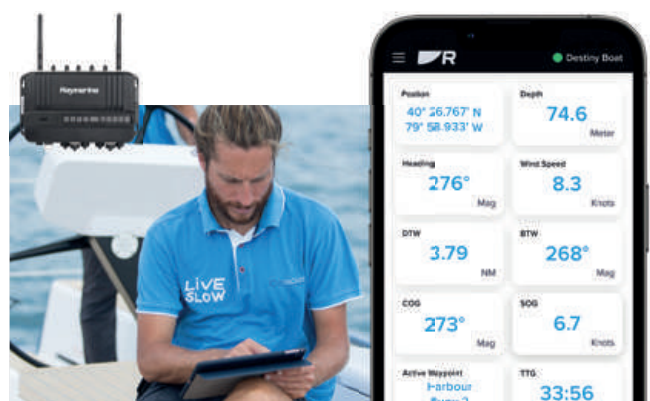 Raymarine
LIVE
SLOW
R
Destiny Boat
Position
40° 26.767' N
79° 58.933' W
Depth
74.6
Meter
Heading
276°
Mag
Wind Speed
8.3
Knots
DTW
3.79
NM
BTW
268°
Mag
COG
273°
Mag
SOG
6.7
Knots
Active Waypoint
Harbour
TTG
33:56